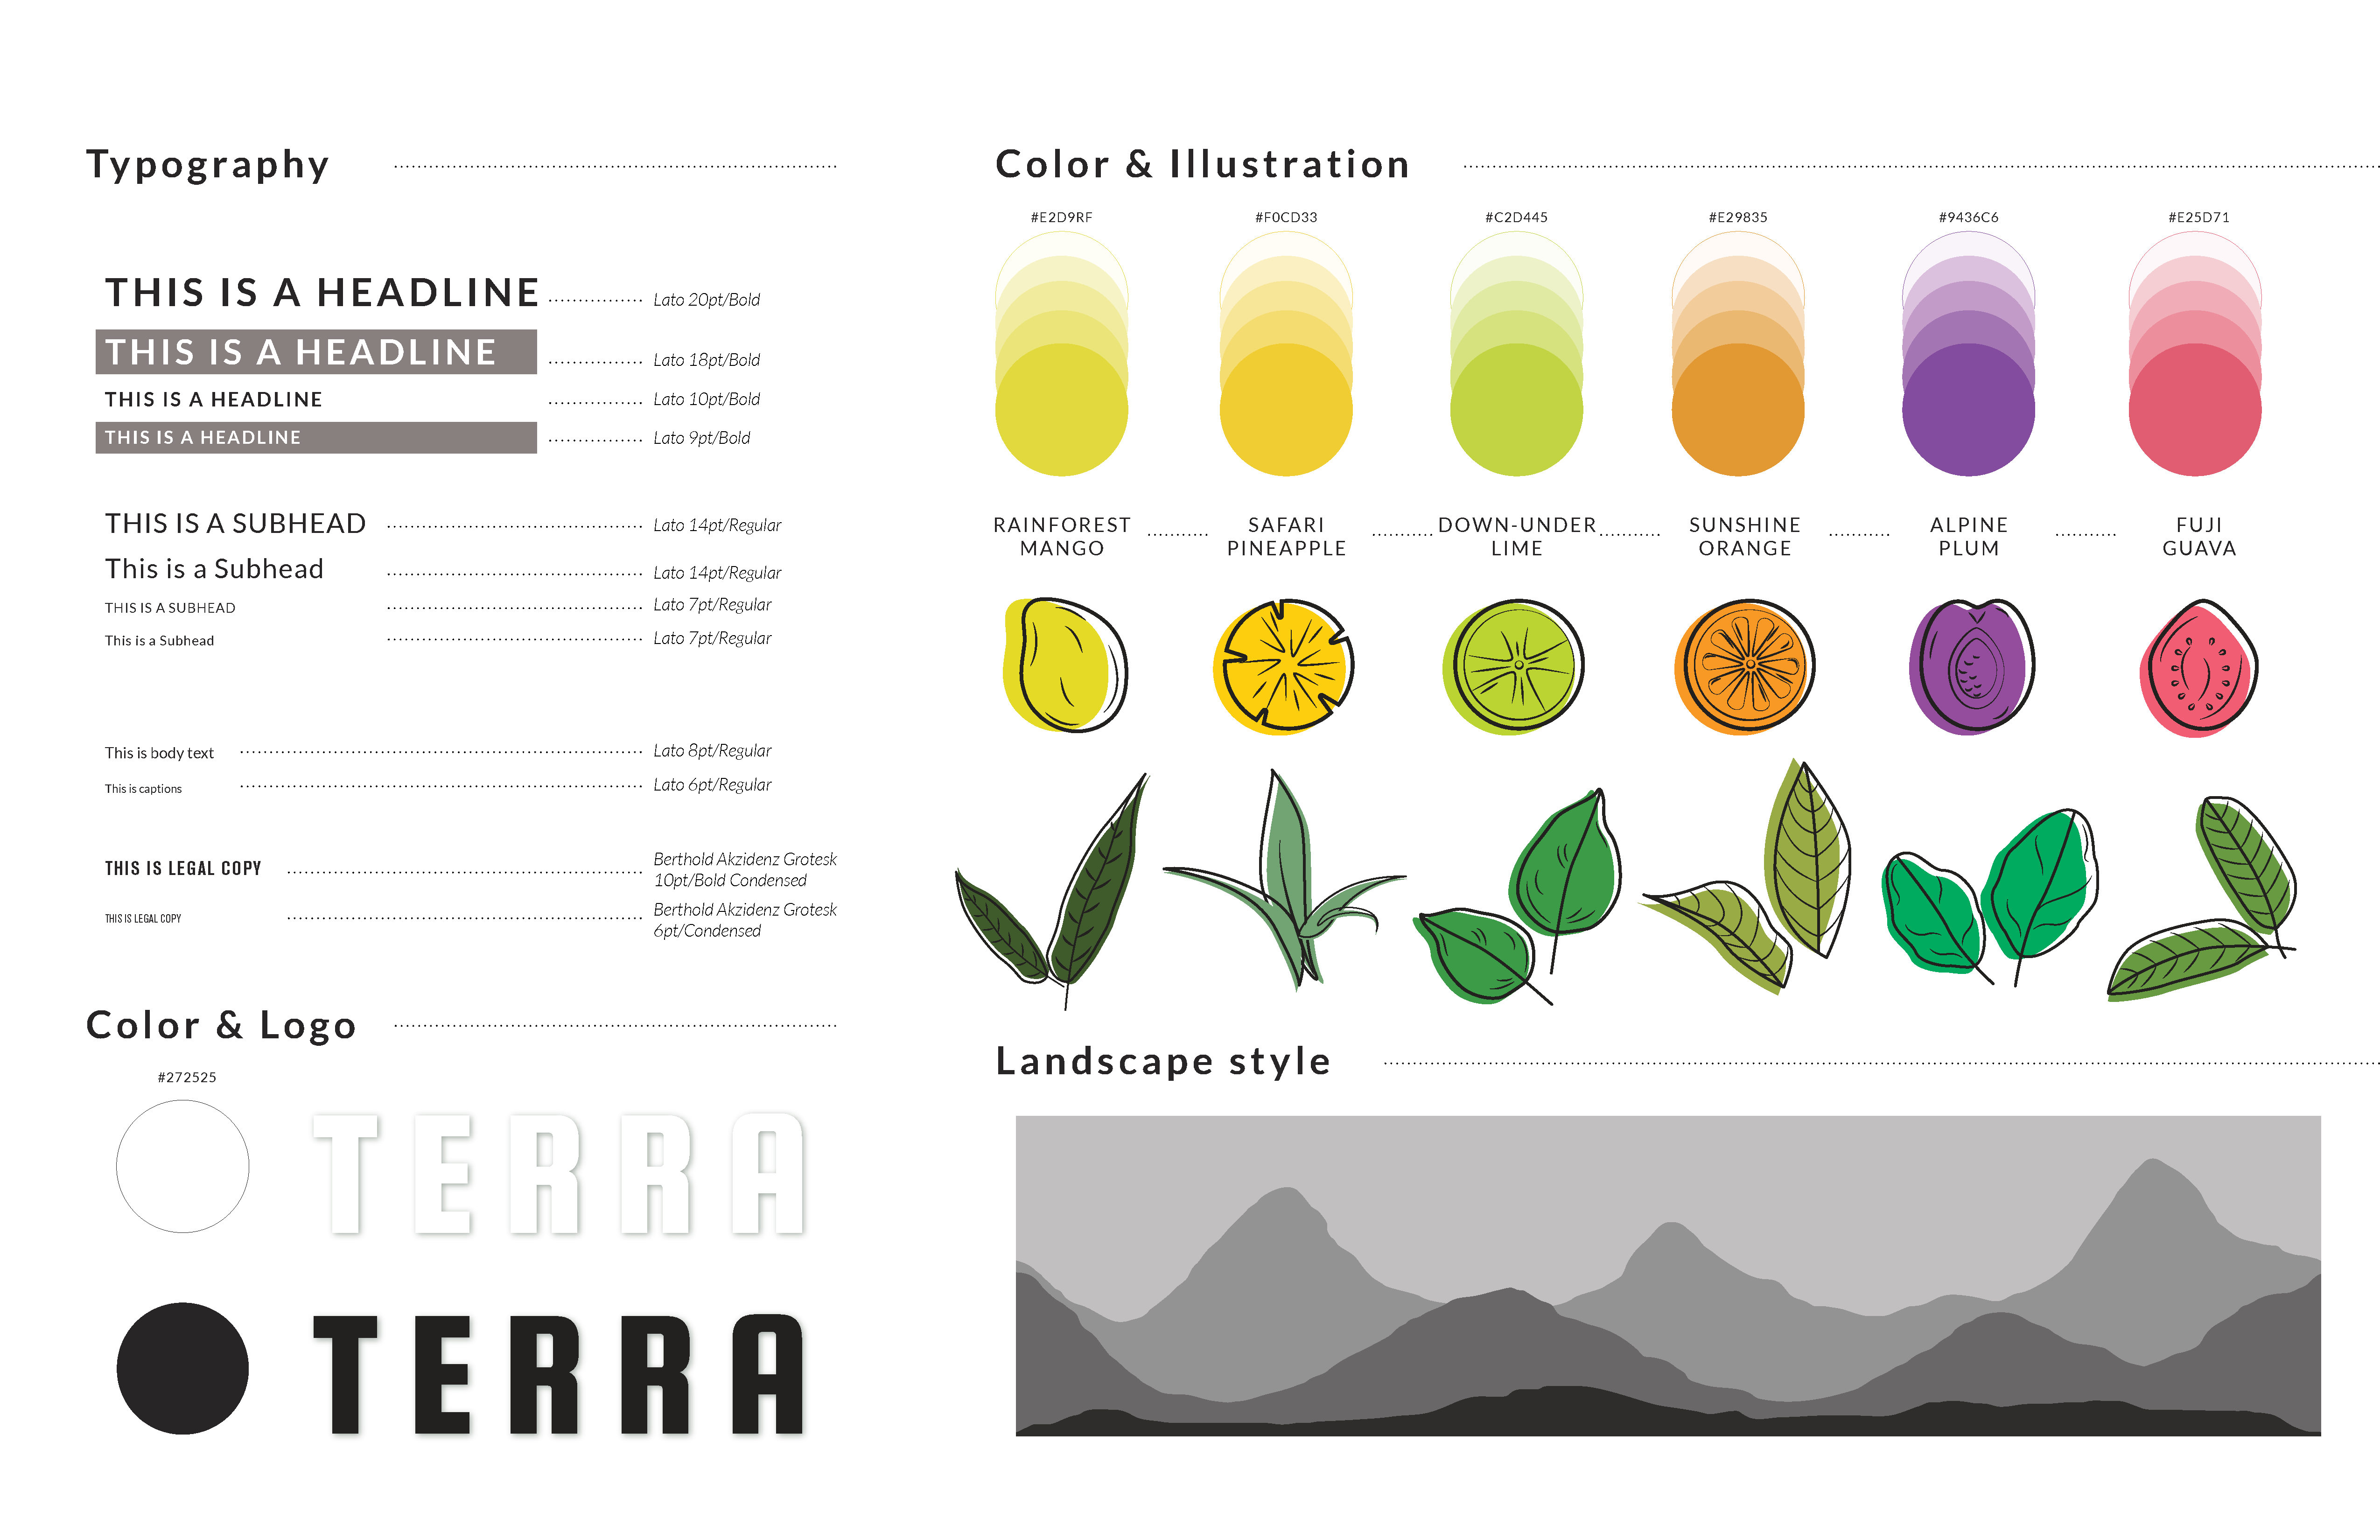 Typography
THIS IS A HEADLINE
Lato 20pt/Bold
THIS IS A HEADLINE
Lato 18pt/Bold
THIS IS A HEADLINE
Lato 10pt/Bold
THIS IS A HEADLINE
Lato 9pt/Bold
THIS IS A SUBHEAD
Lato 14pt/Regular
This is a Subhead
Lato 14pt/Regular
THIS IS A SUBHEAD
Lato 7pt/Regular
This is a Subhead
Lato 7pt/Regular
This is body text
Lato 8pt/Regular
This is captions
Lato 6pt/Regular
THIS IS LEGAL COPY
Berthold Akzidenz Grotesk
10pt/Bold Condensed
THIS IS LEGAL COPY
Berthold Akzidenz Grotesk
6pt/Condensed
Color & Logo
#272525
TERRA
TERRA
Color & Illustration
#E2D9RF
#F0CD33
#C2D445
#E29835
#9436C6
#E25D71
RAINFOREST
MANGO
SAFARI
PINEAPPLE
DOWN-UNDER
LIME
SUNSHINE
ORANGE
ALPINE
PLUM
FUJI
GUAVA
Landscape style